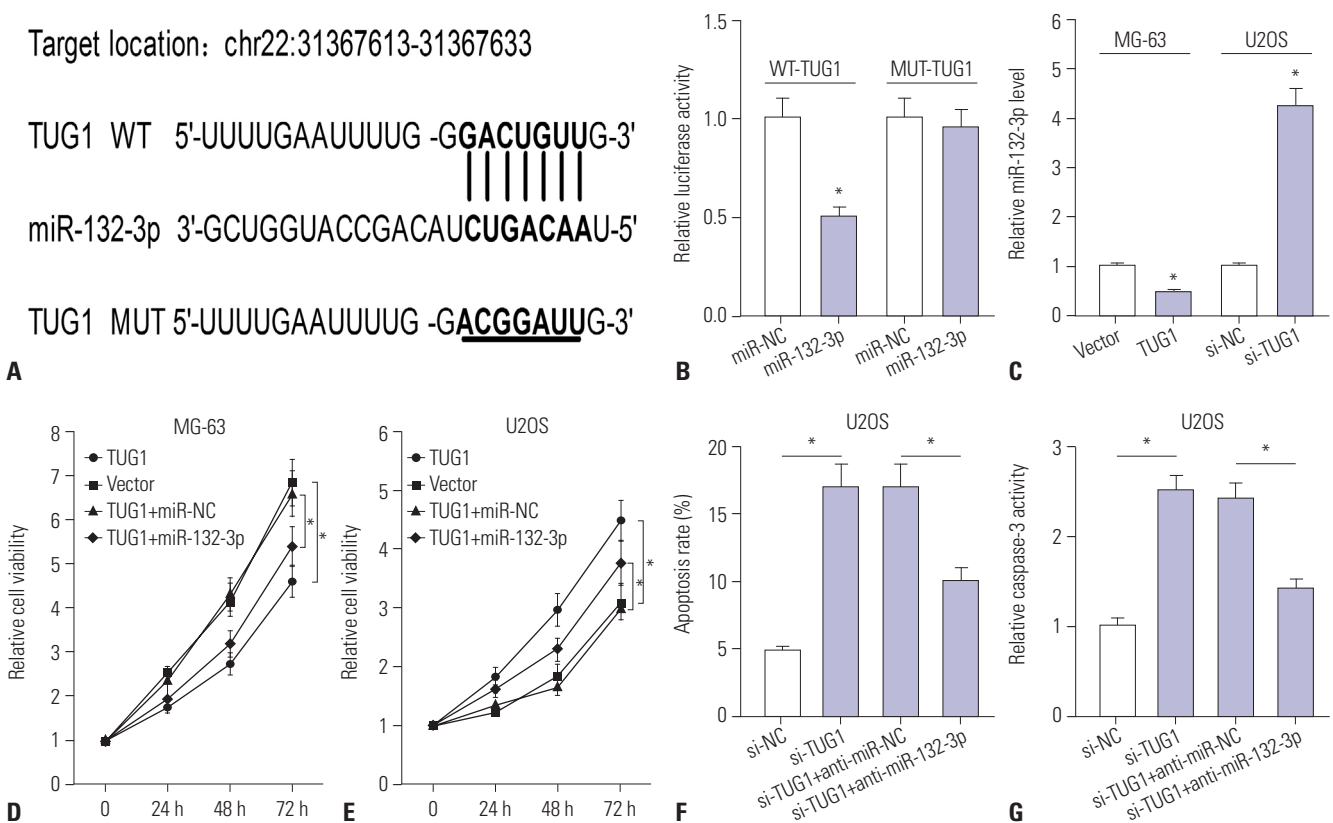 Target location: chr22:31367613-31367633
TUG1 WT 5'-UUUUGAAUUUUG -GGACUGUUG-3'
miR-132-3p 3'-GCUGGUACCGACAUCUGACAAU-5'
TUG1 MUT 5'-UUUUGAAUUUUG -GACGGAUUG-3'
A
Relative luciferase activity
1.5
1.0
0.5
0.0
WT-TUG1
MUT-TUG1
*
miR-NC
miR-132-3p
miR-NC
miR-132-3p
B
Relative miR-132-3p level
6
5
4
3
2
1
0
MG-63
U2OS
*
*
Vector
TUG1
si-NC
si-TUG1
C
MG-63
Relative cell viability
8
7
6
5
4
3
2
1
0
TUG1
Vector
TUG1+miR-NC
TUG1+miR-132-3p
*
*
0
24 h
48 h
72 h
D
U2OS
Relative cell viability
6
5
4
3
2
1
0
TUG1
Vector
TUG1+miR-NC
TUG1+miR-132-3p
*
*
0
24 h
48 h
72 h
E
U2OS
Apoptosis rate (%)
20
15
10
5
0
*
*
si-NC
si-TUG1
si-TUG1+anti-miR-NC
si-TUG1+anti-miR-132-3p
F
U2OS
Relative caspase-3 activity
3
2
1
0
*
*
si-NC
si-TUG1
si-TUG1+anti-miR-NC
si-TUG1+anti-miR-132-3p
G